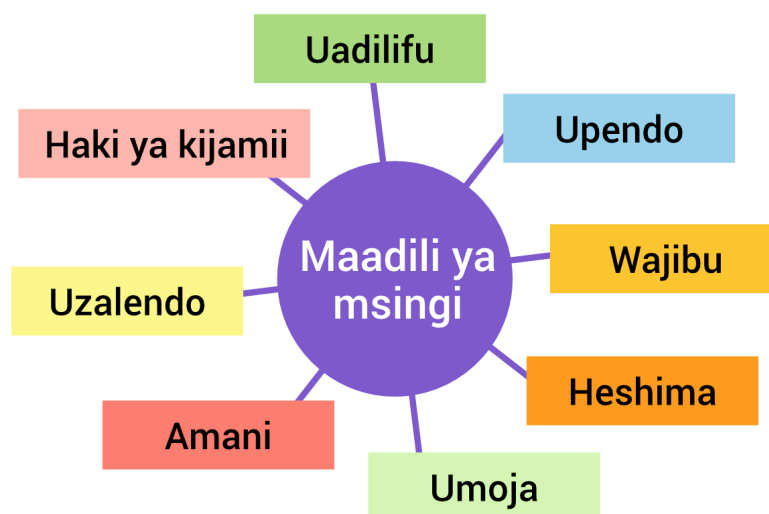 Uadilifu
Haki ya kijamii
Upendo
Maadili ya
msingi
Wajibu
Uzalendo
Heshima
Amani
Umoja